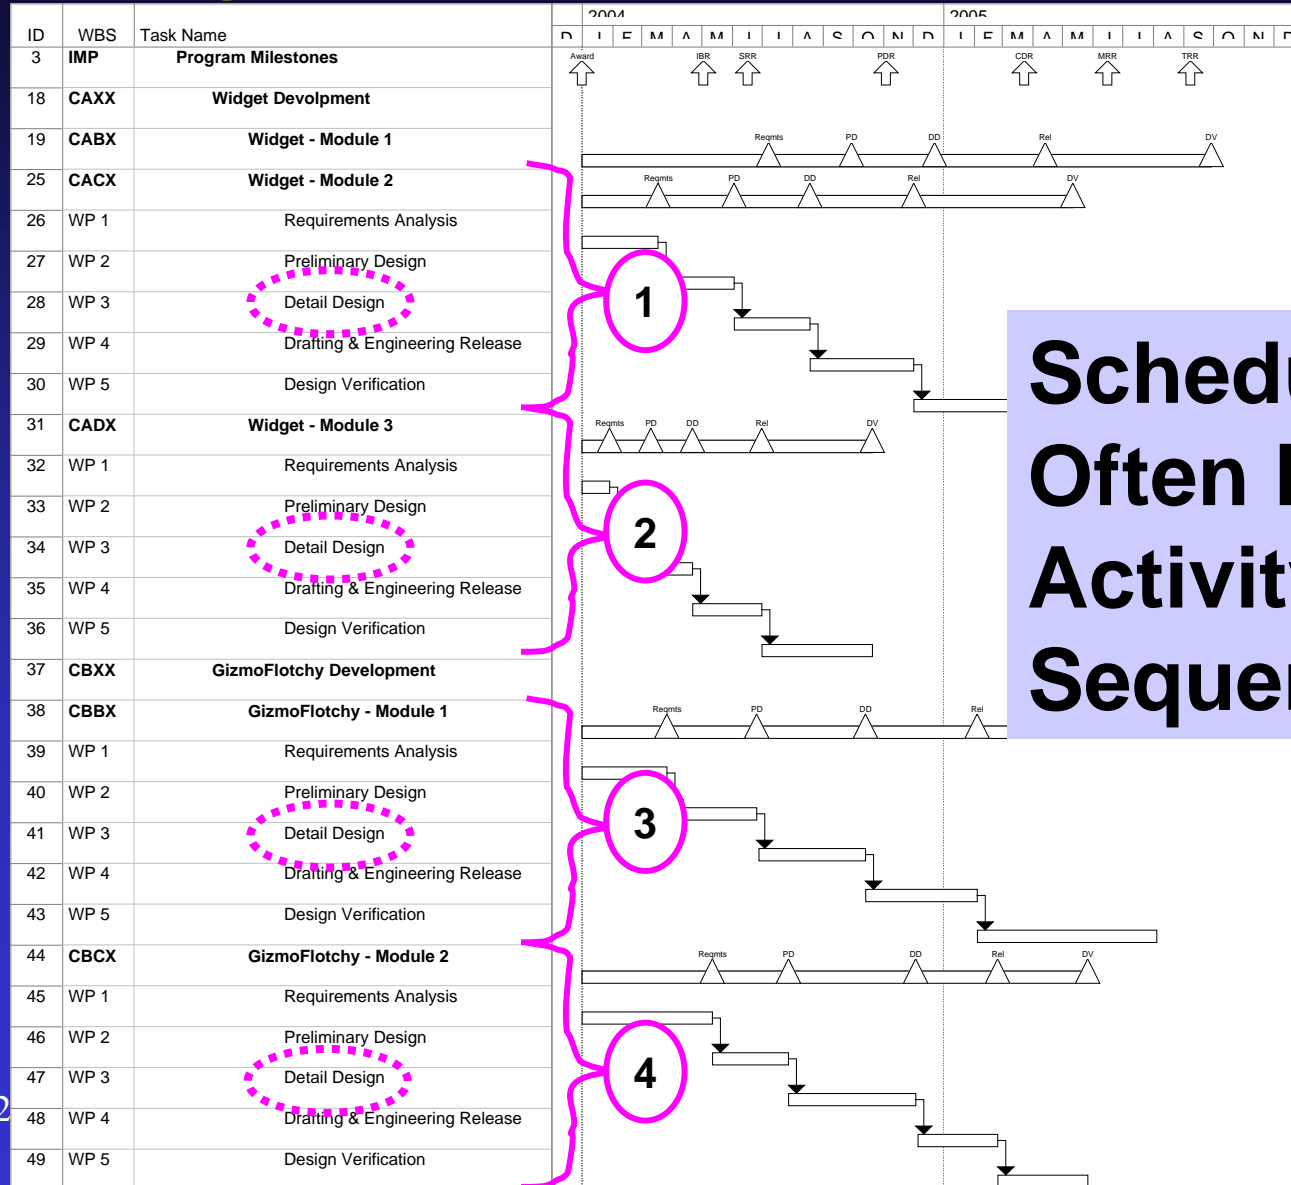 2004 2005
ID WBS Task Name D J F M A M J J A S O N D J F M A M J J A S O N D
3 IMP Program Milestones Award IBR SRR PDR CDR MRR TRR
18 CAXX Widget Devolpment
19 CABX Widget - Module 1 Reqmts PD DD Rel DV
25 CACX Widget - Module 2 Reqmts PD DD Rel DV
26 WP 1 Requirements Analysis
27 WP 2 Preliminary Design
28 WP 3 Detail Design
1
29 WP 4 Drafting & Engineering Release
30 WP 5 Design Verification
31 CADX Widget - Module 3 Reqmts PD DD Rel DV
32 WP 1 Requirements Analysis
33 WP 2 Preliminary Design
2
34 WP 3 Detail Design
35 WP 4 Drafting & Engineering Release
36 WP 5 Design Verification
37 CBXX GizmoFlotchy Development
38 CBBX GizmoFlotchy - Module 1 Reqmts PD DD Rel
39 WP 1 Requirements Analysis
40 WP 2 Preliminary Design
3
41 WP 3 Detail Design
42 WP 4 Drafting & Engineering Release
43 WP 5 Design Verification
44 CBCX GizmoFlotchy - Module 2 Reqmts PD DD Rel DV
45 WP 1 Requirements Analysis
46 WP 2 Preliminary Design
4
47 WP 3 Detail Design
48 WP 4 Drafting & Engineering Release
49 WP 5 Design Verification
2
Schedu
Often
Activit
Seque